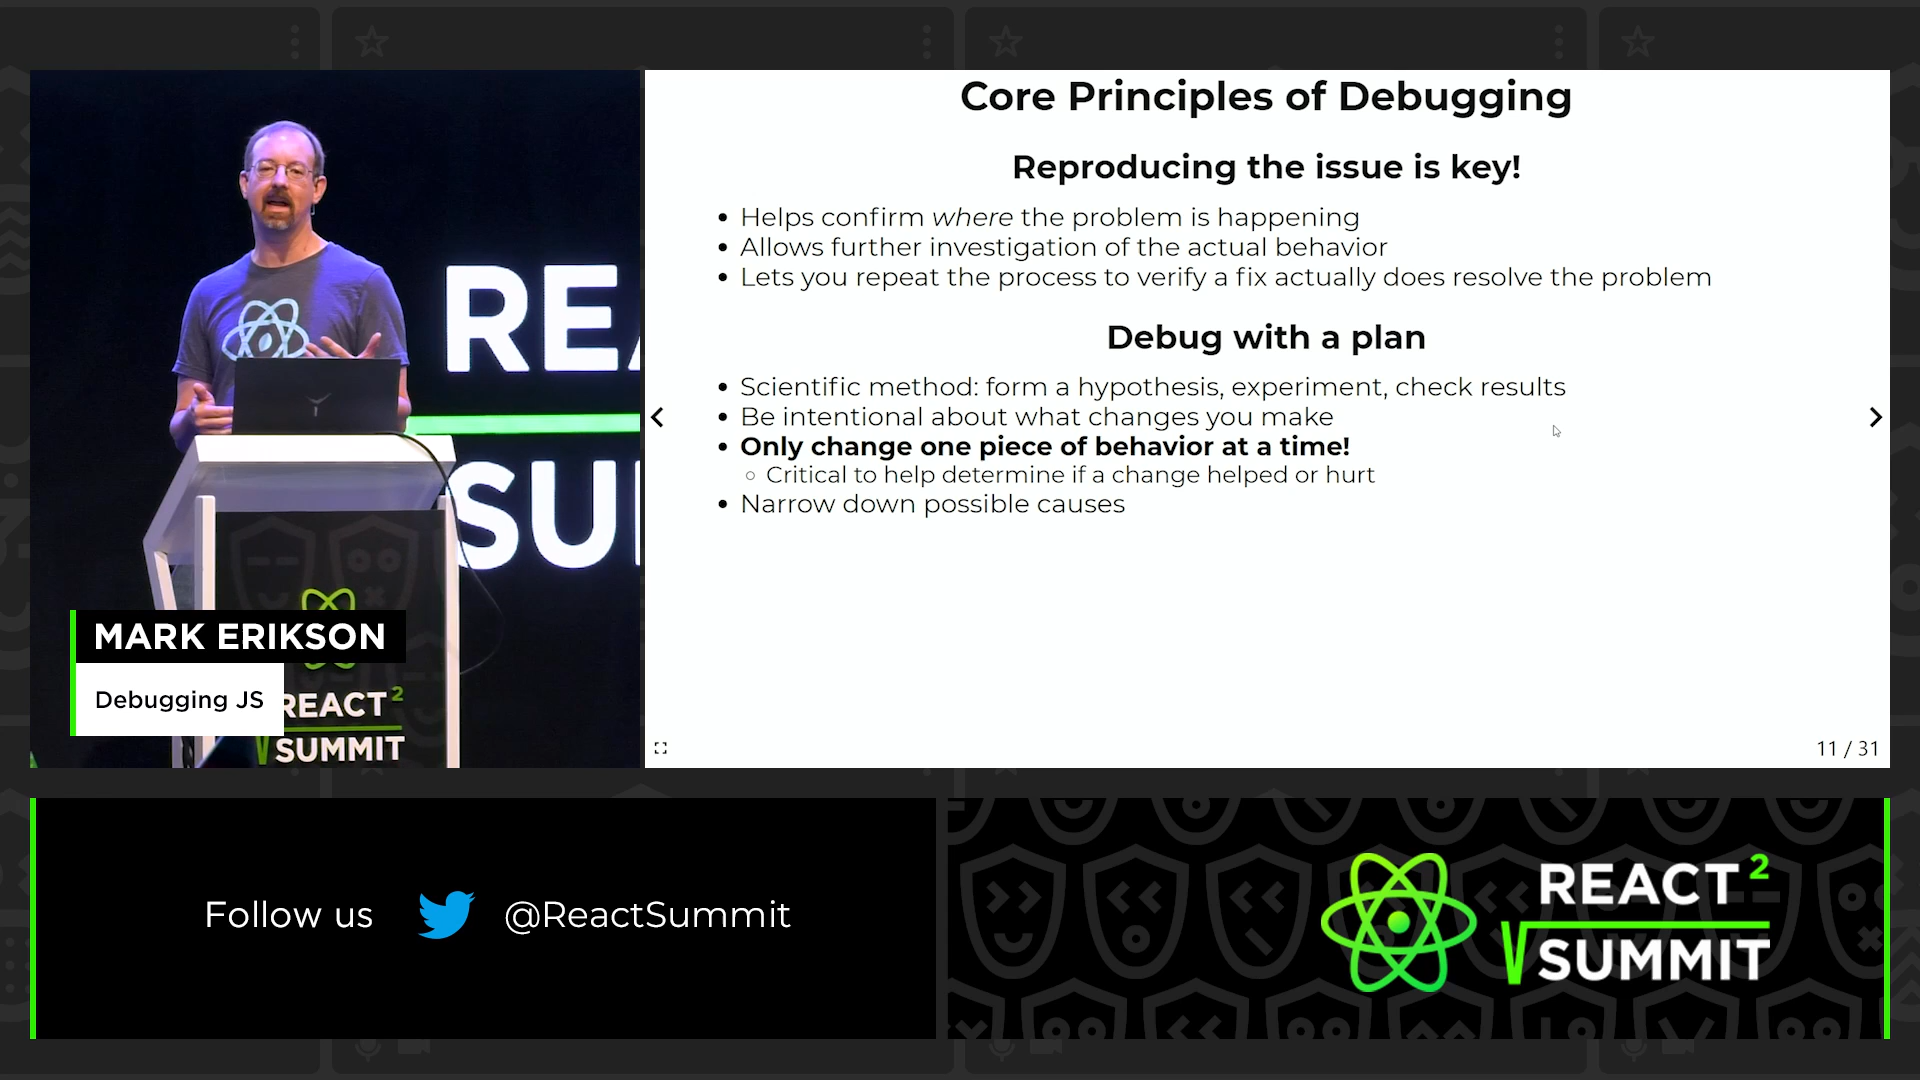 Core Principles of Debugging
Reproducing the issue is key!
• Helps confirm where the problem is happening
• Allows further investigation of the actual behavior
• Lets you repeat the process to verify a fix actually does resolve the problem
Debug with a plan
• Scientific method: form a hypothesis, experiment, check results
• Be intentional about what changes you make
• Only change one piece of behavior at a time!
○ Critical to help determine if a change helped or hurt
• Narrow down possible causes
11 / 31
RE
SU
MARK ERIKSON
Debugging JS
REACT 2
SUMMIT
Follow us @ReactSummit
REACT 2
SUMMIT